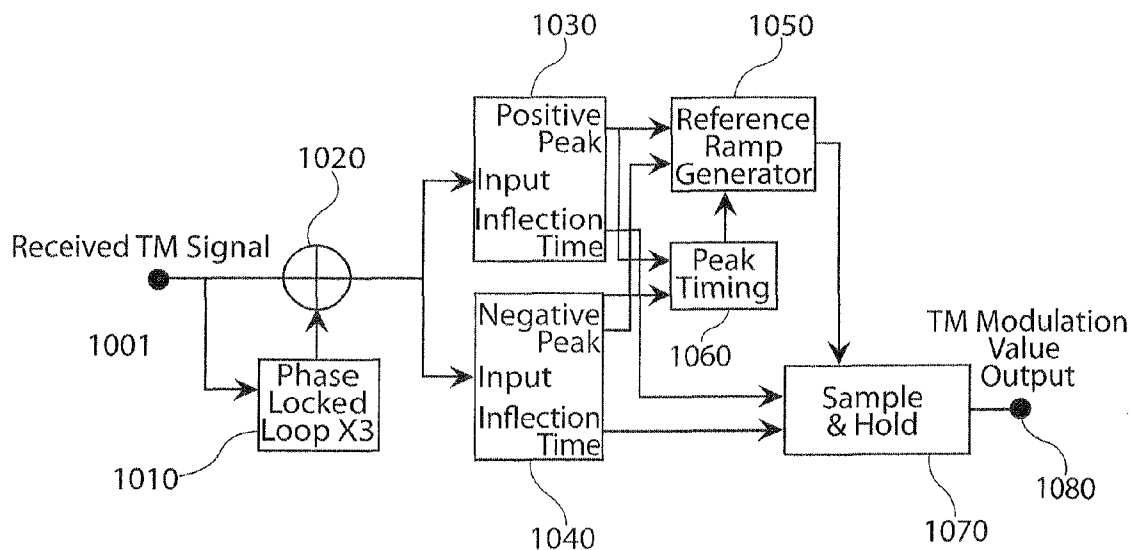 1030
1050
Positive
Peak
Input
Inflection
Time
Reference
Ramp
Generator
1020
Received TM Signal
1001
Phase
Locked
Loop X3
1010
Peak
Timing
1060
Negative
Peak
Input
Inflection
Time
1040
TM Modulation
Value
Output
Sample
& Hold
1070
1080